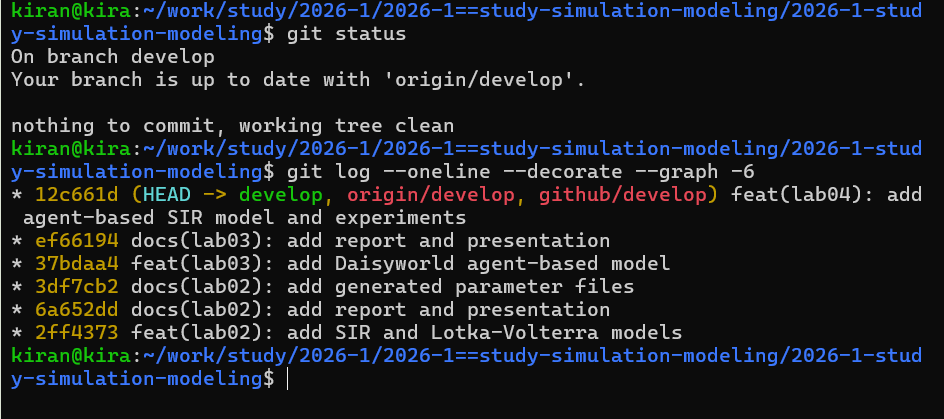 kiran@kira:~/work/study/2026-1/2026-1==study-simulation-modeling/2026-1-stud
y-simulation-modeling$ git status
On branch develop
Your branch is up to date with 'origin/develop'.
nothing to commit, working tree clean
kiran@kira:~/work/study/2026-1/2026-1==study-simulation-modeling/2026-1-stud
y-simulation-modeling$ git log --oneline --decorate --graph -6
* 12c661d (HEAD -> develop, origin/develop, github/develop) feat(lab04): add
 agent-based SIR model and experiments
* ef66194 docs(lab03): add report and presentation
* 37bdaa4 feat(lab03): add Daisyworld agent-based model
* 3df7cb2 docs(lab02): add generated parameter files
* 6a652dd docs(lab02): add report and presentation
* 2ff4373 feat(lab02): add SIR and Lotka-Volterra models
kiran@kira:~/work/study/2026-1/2026-1==study-simulation-modeling/2026-1-stud
y-simulation-modeling$